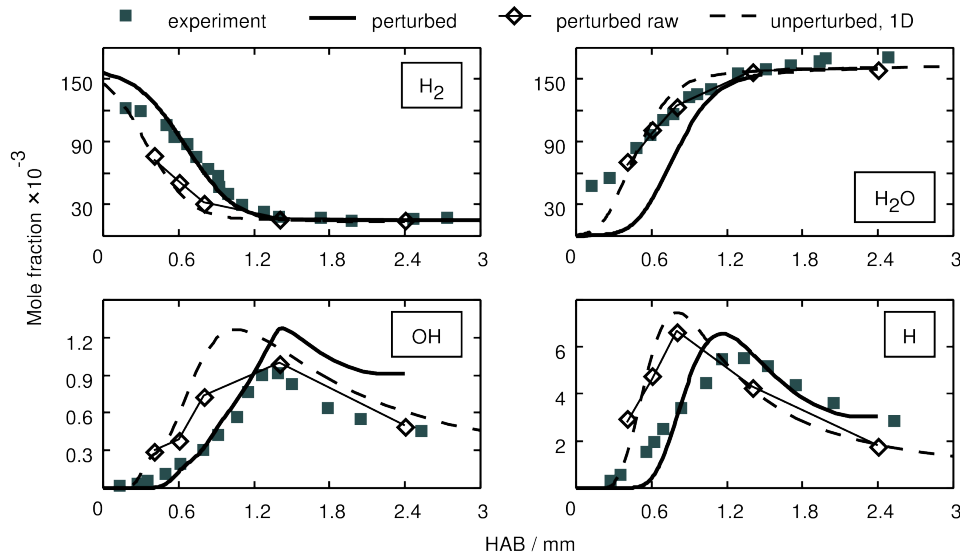 experiment perturbed perturbed raw unperturbed, 1D
Mole fraction ×10⁻³
150
90
30
H₂
0 0.6 1.2 1.8 2.4 3
150
90
30
H₂O
0 0.6 1.2 1.8 2.4 3
1.2
0.9
0.6
0.3
OH
0 0.6 1.2 1.8 2.4 3
8
6
4
2
H
0 0.6 1.2 1.8 2.4 3
HAB / mm